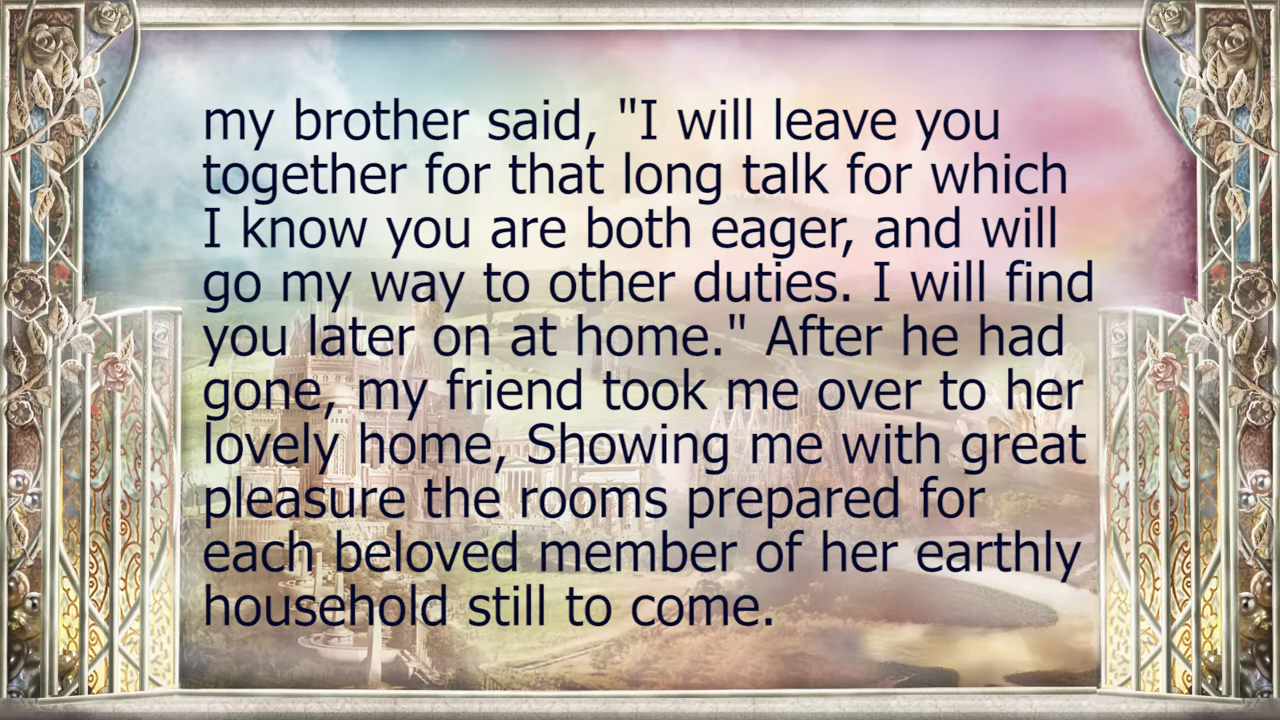 my brother said, "I will leave you
together for that long talk for which
I know you are both eager, and will
go my way to other duties. I will find
you later on at home." After he had
gone, my friend took me over to her
lovely home, Showing me with great
pleasure the rooms prepared for
each beloved member of her earthly
household still to come.